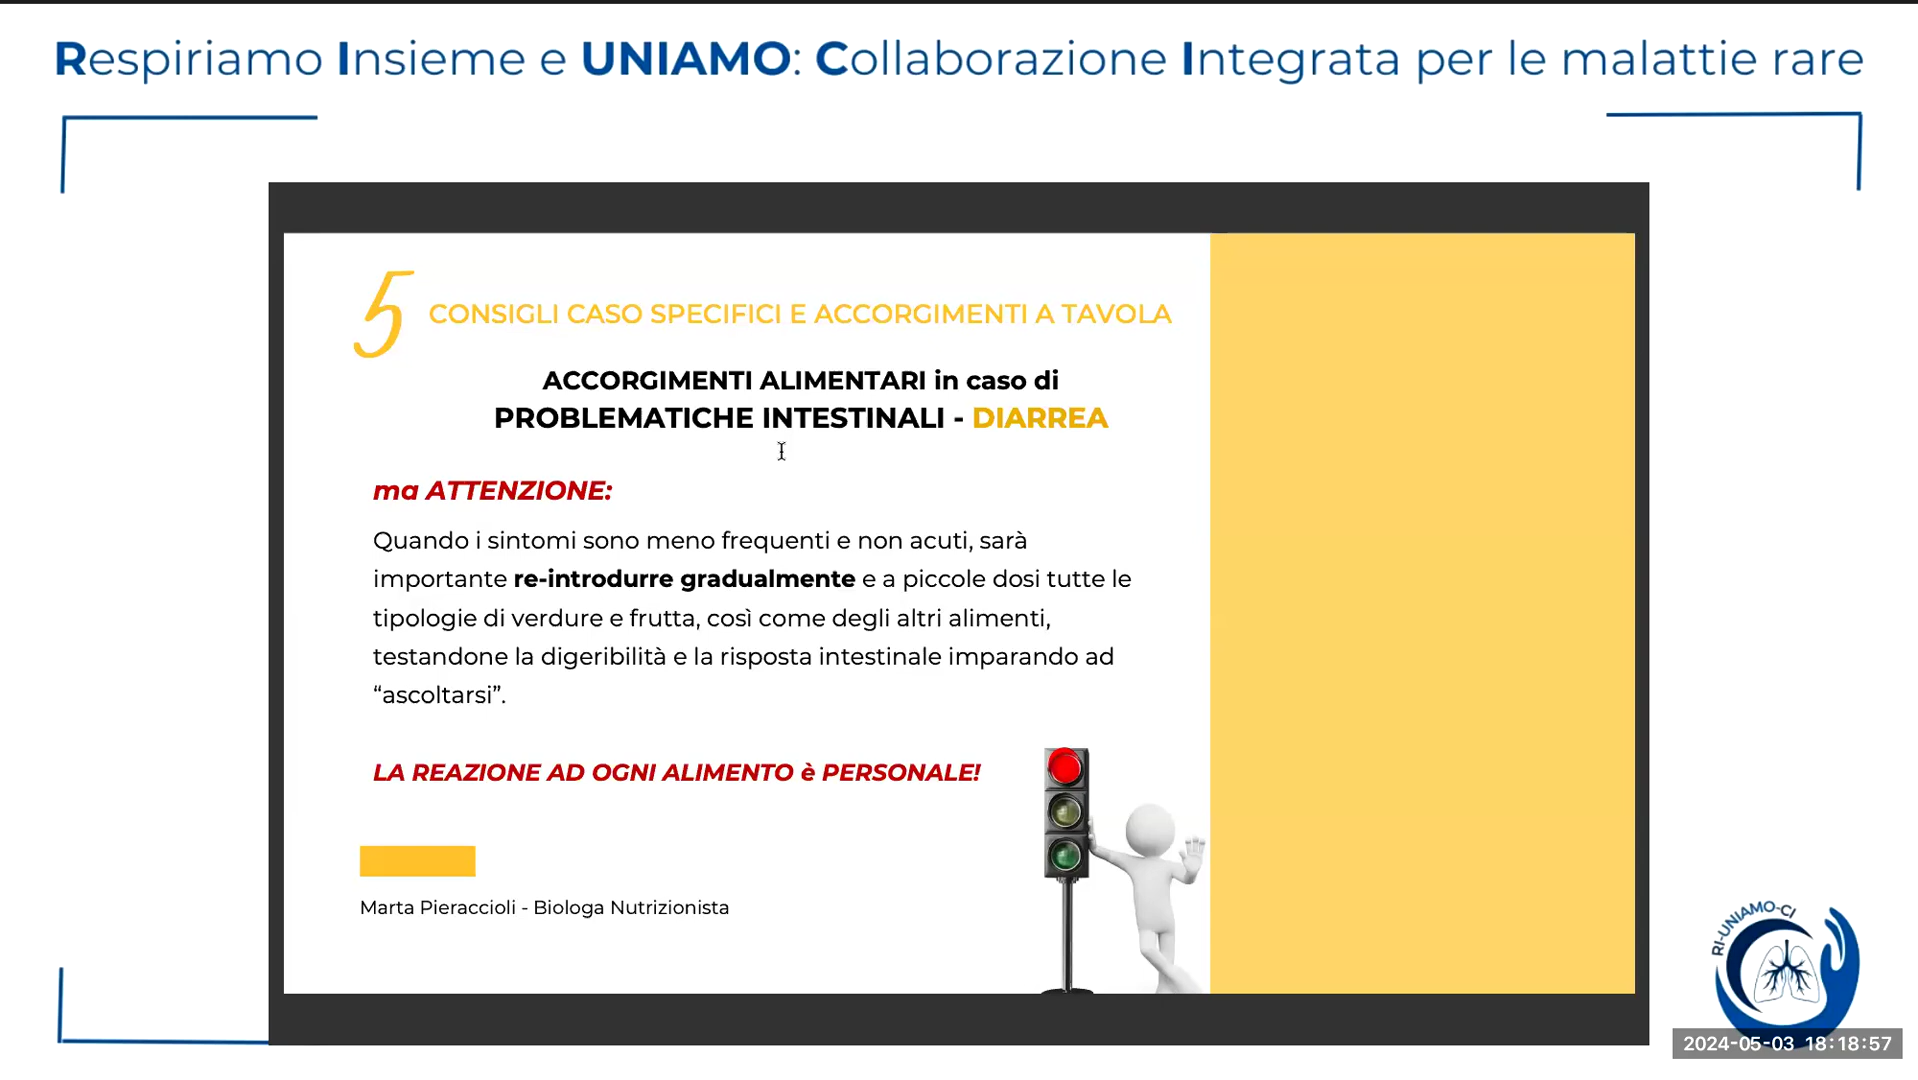 Respiriamo Insieme e UNIAMO: Collaborazione Integrata per le malattie rare
5 CONSIGLI CASO SPECIFICI E ACCORGIMENTI A TAVOLA
ACCORGIMENTI ALIMENTARI in caso di
PROBLEMATICHE INTESTINALI - DIARREA
ma ATTENZIONE:
Quando i sintomi sono meno frequenti e non acuti, sarà
importante re-introdurre gradualmente e a piccole dosi tutte le
tipologie di verdure e frutta, così come degli altri alimenti,
testandone la digeribilità e la risposta intestinale imparando ad
“ascoltarsi”.
LA REAZIONE AD OGNI ALIMENTO è PERSONALE!
Marta Pieraccioli - Biologa Nutrizionista
RI-UNIAMO-CI
2024-05-03 18:18:57